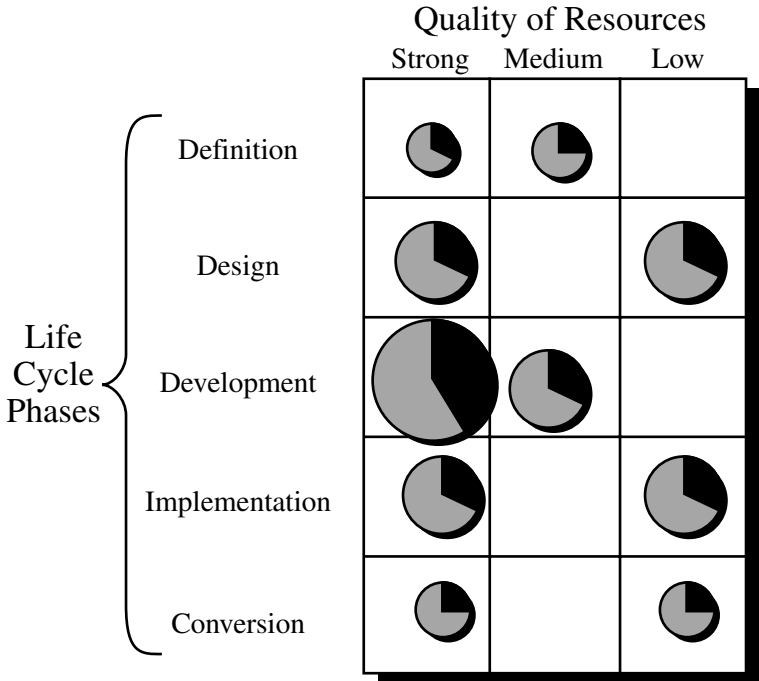 Quality of Resources
Strong Medium Low
Definition
Design
Life
Cycle
Phases
Development
Implementation
Conversion